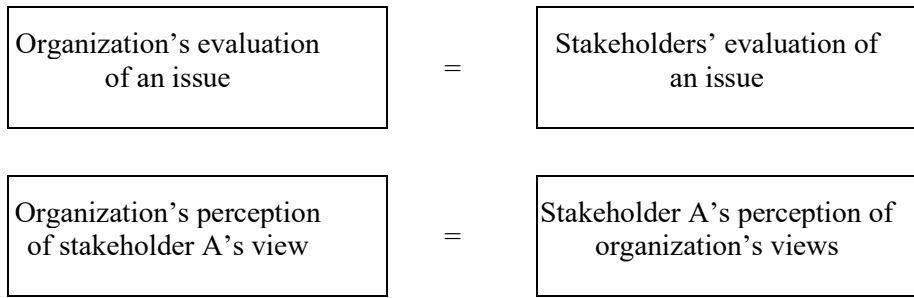 Organization’s evaluation
of an issue
=
Stakeholders’ evaluation of
an issue
Organization’s perception
of stakeholder A’s view
=
Stakeholder A’s perception of
organization’s views